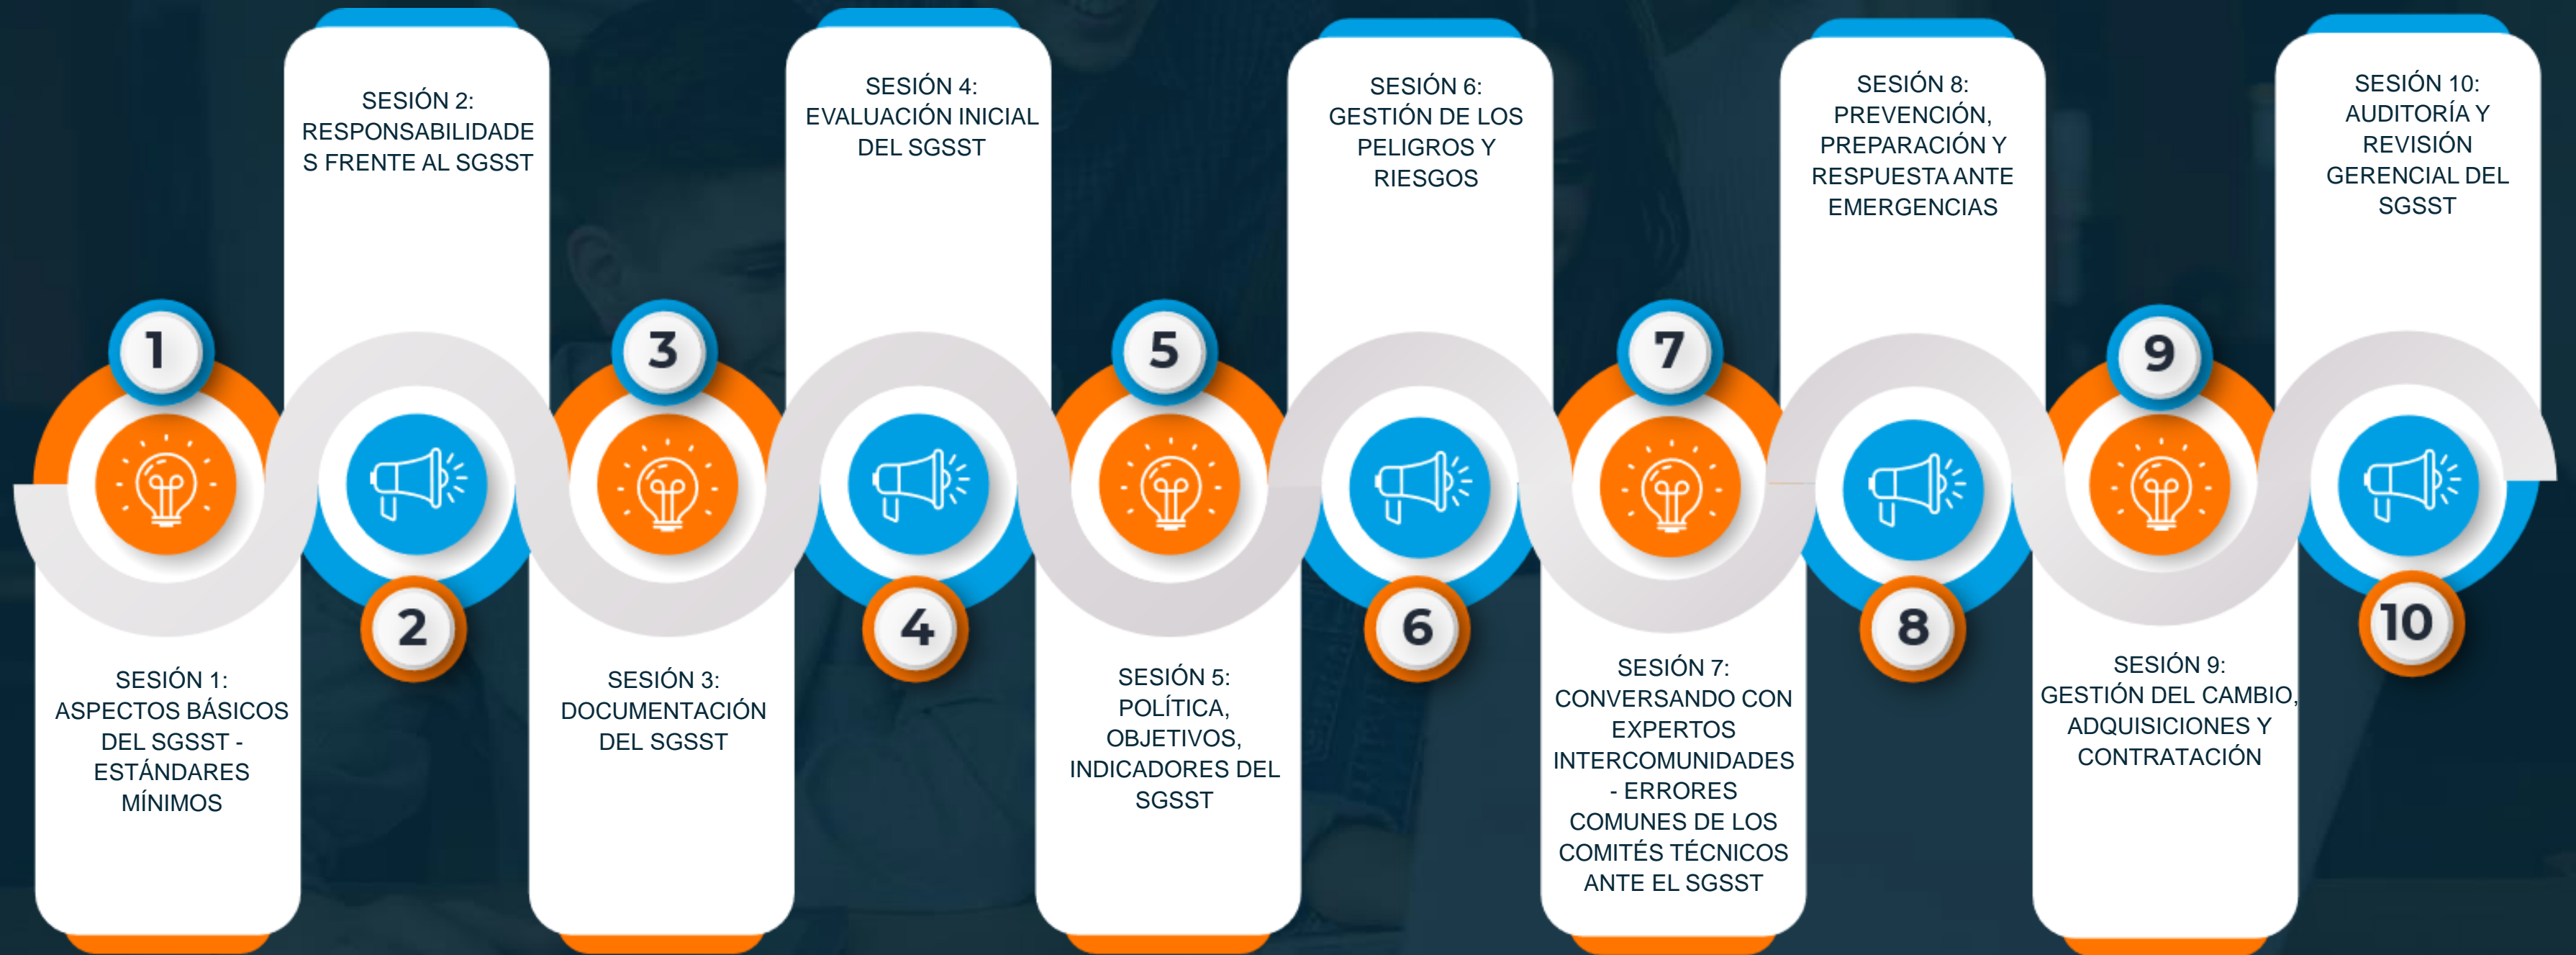 1
SESIÓN 1:
ASPECTOS BÁSICOS
DEL SGSST -
ESTÁNDARES
MÍNIMOS
SESIÓN 2:
RESPONSABILIDADE
S FRENTE AL SGSST
2
3
SESIÓN 3:
DOCUMENTACIÓN
DEL SGSST
SESIÓN 4:
EVALUACIÓN INICIAL
DEL SGSST
4
5
SESIÓN 5:
POLÍTICA,
OBJETIVOS,
INDICADORES DEL
SGSST
SESIÓN 6:
GESTIÓN DE LOS
PELIGROS Y
RIESGOS
6
7
SESIÓN 7:
CONVERSANDO CON
EXPERTOS
INTERCOMUNIDADES
- ERRORES
COMUNES DE LOS
COMITÉS TÉCNICOS
ANTE EL SGSST
SESIÓN 8:
PREVENCIÓN,
PREPARACIÓN Y
RESPUESTA ANTE
EMERGENCIAS
8
9
SESIÓN 9:
GESTIÓN DEL CAMBIO,
ADQUISICIONES Y
CONTRATACIÓN
SESIÓN 10:
AUDITORÍA Y
REVISIÓN
GERENCIAL DEL
SGSST
10